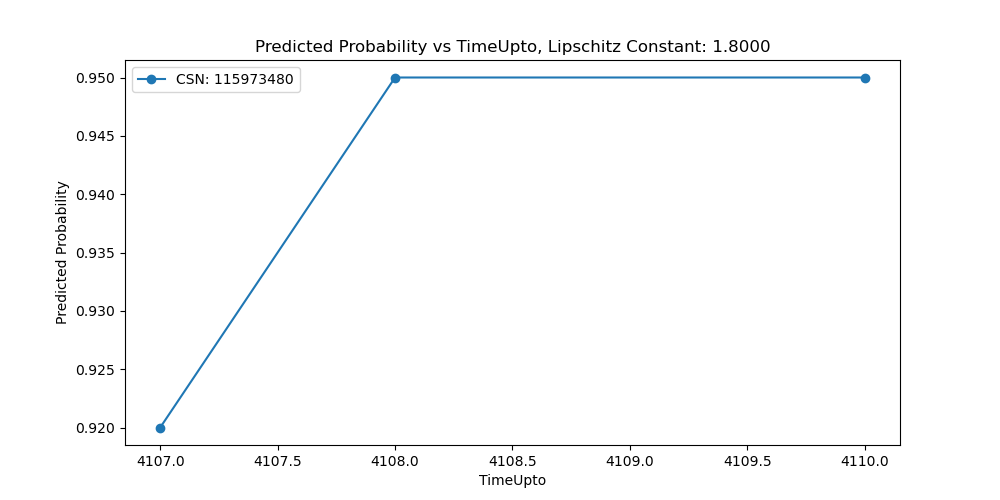 Predicted Probability vs TimeUpto, Lipschitz Constant: 1.8000
CSN: 115973480
Predicted Probability
0.950
0.945
0.940
0.935
0.930
0.925
0.920
4107.0 4107.5 4108.0 4108.5 4109.0 4109.5 4110.0
TimeUpto